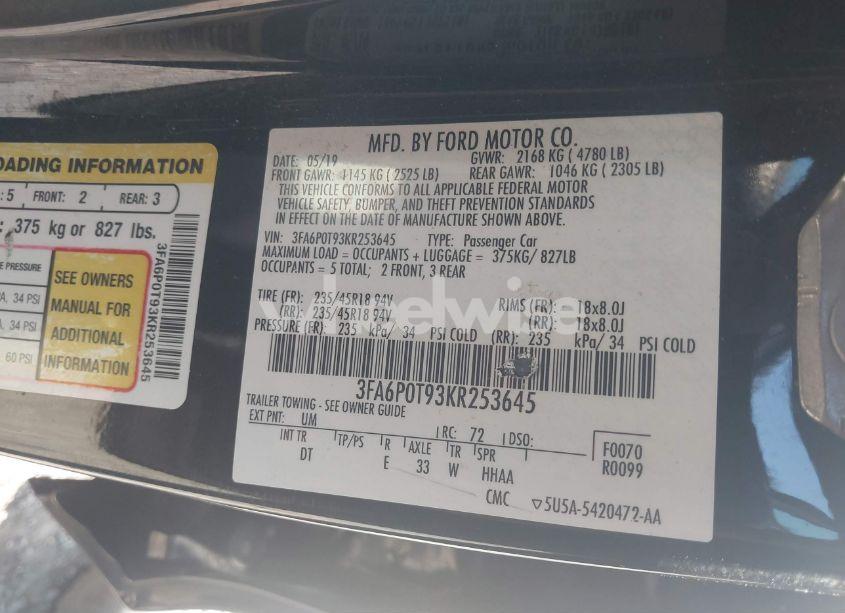 OADING INFORMATION
: 5 FRONT: 2 REAR: 3
: 375 kg or 827 lbs.
E PRESSURE
A, 34 PSI
A, 34 PSI
, 60 PSI
SEE OWNERS
MANUAL FOR
ADDITIONAL
INFORMATION
3FA6P0T93KR253645
MFD. BY FORD MOTOR CO.
DATE: 05/19 GVWR: 2168 KG ( 4780 LB)
FRONT GAWR: 1145 KG ( 2525 LB) REAR GAWR: 1046 KG ( 2305 LB)
THIS VEHICLE CONFORMS TO ALL APPLICABLE FEDERAL MOTOR
VEHICLE SAFETY, BUMPER, AND THEFT PREVENTION STANDARDS
IN EFFECT ON THE DATE OF MANUFACTURE SHOWN ABOVE.
VIN: 3FA6P0T93KR253645 TYPE: Passenger Car
MAXIMUM LOAD = OCCUPANTS + LUGGAGE = 375KG/ 827LB
OCCUPANTS = 5 TOTAL; 2 FRONT, 3 REAR
TIRE (FR): 235/45R18 94V RIMS (FR): 18x8.0J
(RR): 235/45R18 94V (RR): 18x8.0J
PRESSURE (FR): 235 kPa/ 34 PSI COLD (RR): 235 kPa/ 34 PSI COLD
wheelwise
3FA6P0T93KR253645
TRAILER TOWING - SEE OWNER GUIDE
EXT PNT: UM RC: 72 DSO: F0070
R0099
INT TR TP/PS R AXLE TR SPR
DT E 33 W HHAA
CMC ▽5U5A-5420472-AA